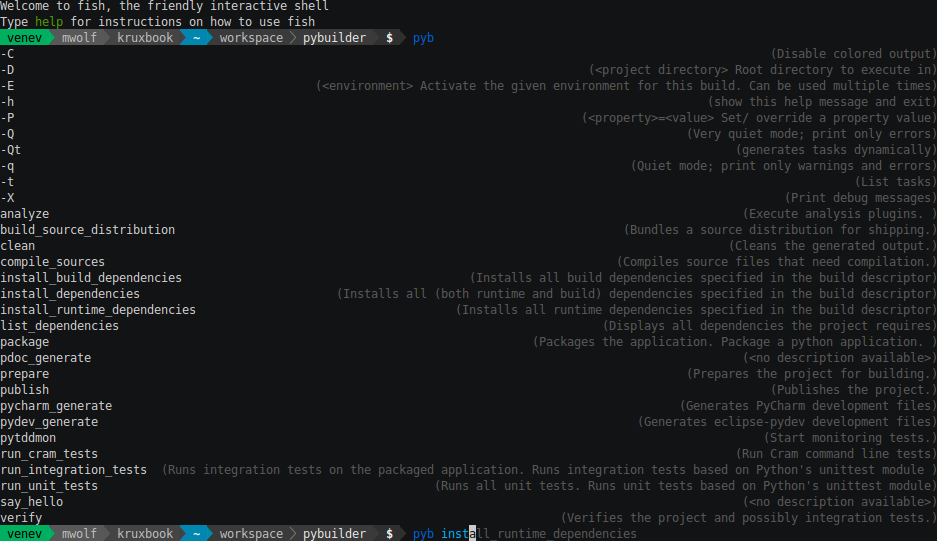 Welcome to fish, the friendly interactive shell
Type help for instructions on how to use fish
venev mwolf kruxbook ~ workspace pybuilder $ pyb
-C (Disable colored output)
-D (<project directory> Root directory to execute in)
-E (<environment> Activate the given environment for this build. Can be used multiple times)
-h (show this help message and exit)
-P (<property>=<value> Set/ override a property value)
-Q (Very quiet mode; print only errors)
-Qt (generates tasks dynamically)
-q (Quiet mode; print only warnings and errors)
-t (List tasks)
-X (Print debug messages)
analyze (Execute analysis plugins. )
build_source_distribution (Bundles a source distribution for shipping.)
clean (Cleans the generated output.)
compile_sources (Compiles source files that need compilation.)
install_build_dependencies (Installs all build dependencies specified in the build descriptor)
install_dependencies (Installs all (both runtime and build) dependencies specified in the build descriptor)
install_runtime_dependencies (Installs all runtime dependencies specified in the build descriptor)
list_dependencies (Displays all dependencies the project requires)
package (Packages the application. Package a python application. )
pdoc_generate (<no description available>)
prepare (Prepares the project for building.)
publish (Publishes the project.)
pycharm_generate (Generates PyCharm development files)
pydev_generate (Generates eclipse-pydev development files)
pytddmon (Start monitoring tests.)
run_cram_tests (Run Cram command line tests)
run_integration_tests (Runs integration tests on the packaged application. Runs integration tests based on Python's unittest module )
run_unit_tests (Runs all unit tests. Runs unit tests based on Python's unittest module)
say_hello (<no description available>)
verify (Verifies the project and possibly integration tests.)
venev mwolf kruxbook ~ workspace pybuilder $ pyb install_runtime_dependencies